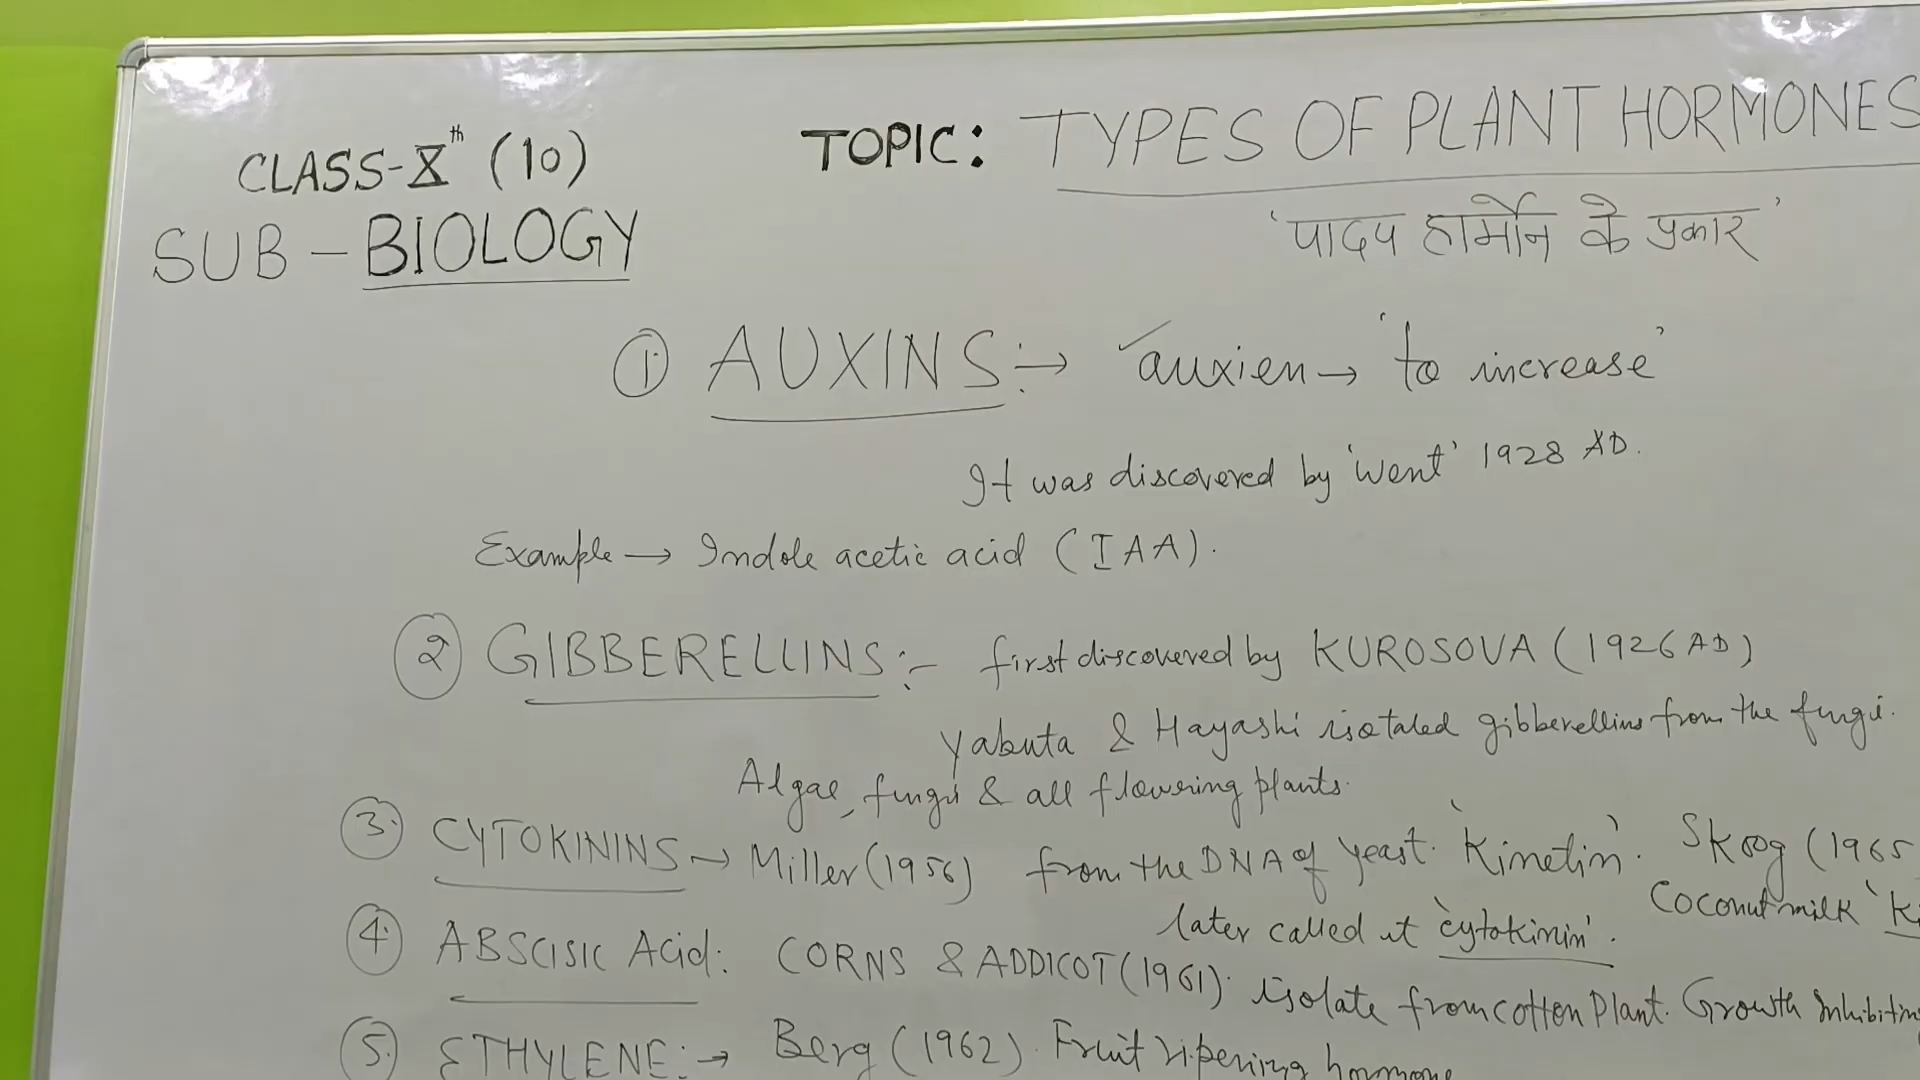 CLASS-Xth (10)
TOPIC: TYPES OF PLANT HORMONES
SUB - BIOLOGY
'पादप हार्मोन के प्रकार'
① AUXINS :→ auxien → 'to increase'
It was discovered by 'Went' 1928 AD.
Example → Indole acetic acid (IAA).
② GIBBERELLINS :- first discovered by KUROSOVA (1926 AD)
Yabuta & Hayashi isotaled gibberellins from the fungi.
Algae, fungi & all flowering plants.
③ CYTOKININS → Miller (1956) from the DNA of yeast. 'Kinetin'. Skoog (1965
Coconut milk
later called it 'cytokinin'.
④ ABSCISIC Acid: CORNS & ADDICOT (1961). isolate from cotton Plant. Growth Inhibitin
⑤ ETHYLENE :→ Berg (1962). Fruit ripening hormone